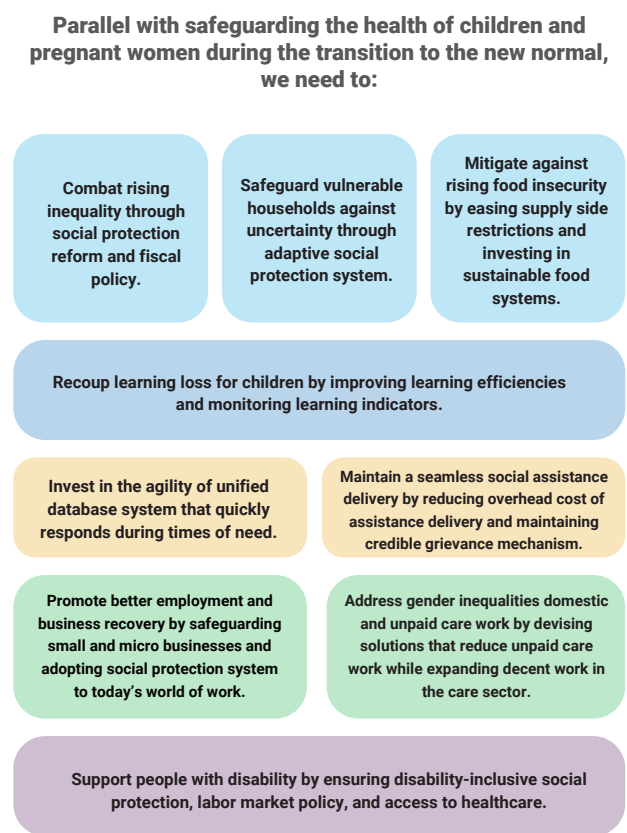 Parallel with safeguarding the health of children and
pregnant women during the transition to the new normal,
we need to:
Combat rising
inequality through
social protection
reform and fiscal
policy.
Safeguard vulnerable
households against
uncertainty through
adaptive social
protection system.
Mitigate against
rising food insecurity
by easing supply side
restrictions and
investing in
sustainable food
systems.
Recoup learning loss for children by improving learning efficiencies
and monitoring learning indicators.
Invest in the agility of unified
database system that quickly
responds during times of need.
Maintain a seamless social assistance
delivery by reducing overhead cost of
assistance delivery and maintaining
credible grievance mechanism.
Promote better employment and
business recovery by safeguarding
small and micro businesses and
adopting social protection system
to today's world of work.
Address gender inequalities domestic
and unpaid care work by devising
solutions that reduce unpaid care
work while expanding decent work in
the care sector.
Support people with disability by ensuring disability-inclusive social
protection, labor market policy, and access to healthcare.